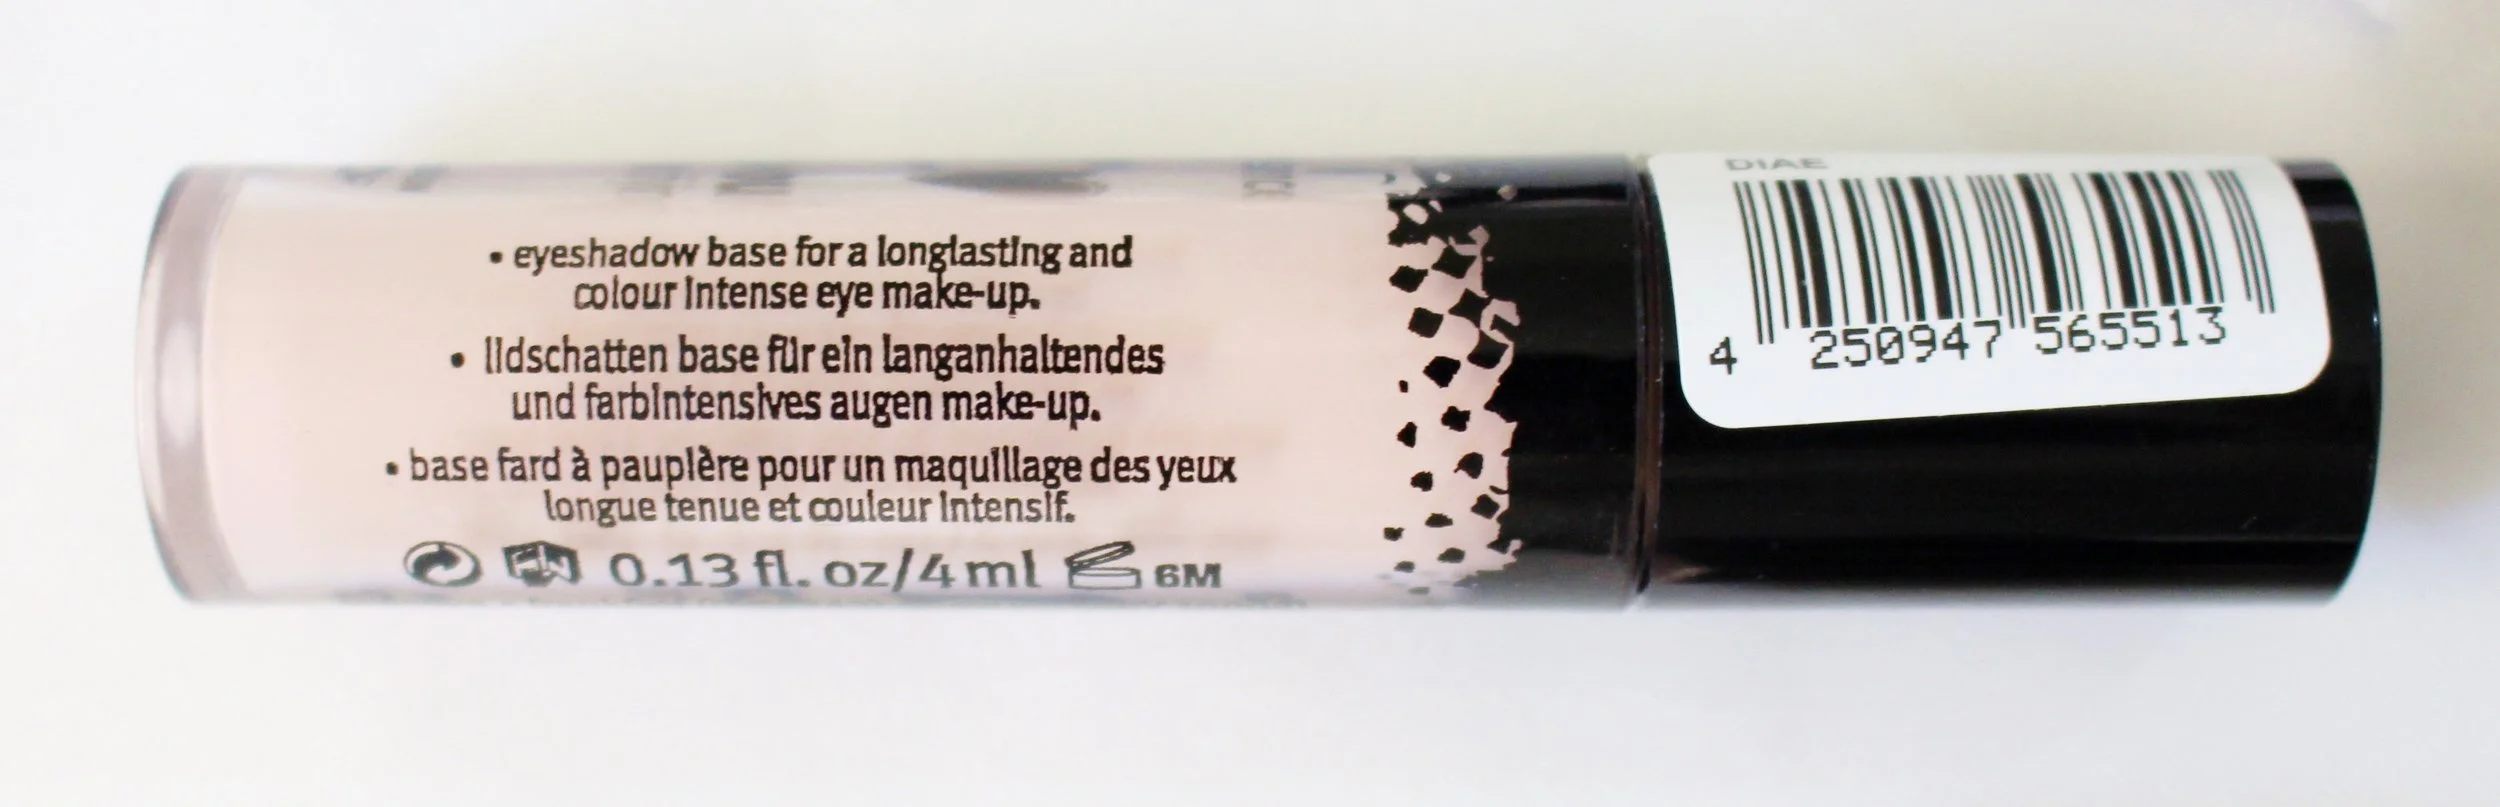 • eyeshadow base for a longlasting and
colour intense eye make-up.
• lidschatten base für ein langanhaltendes
und farbintensives augen make-up.
• base fard à paupière pour un maquillage des yeux
longue tenue et couleur intensif.
0.13 fl. oz/4ml 6M
DIAE
4 250947 565513